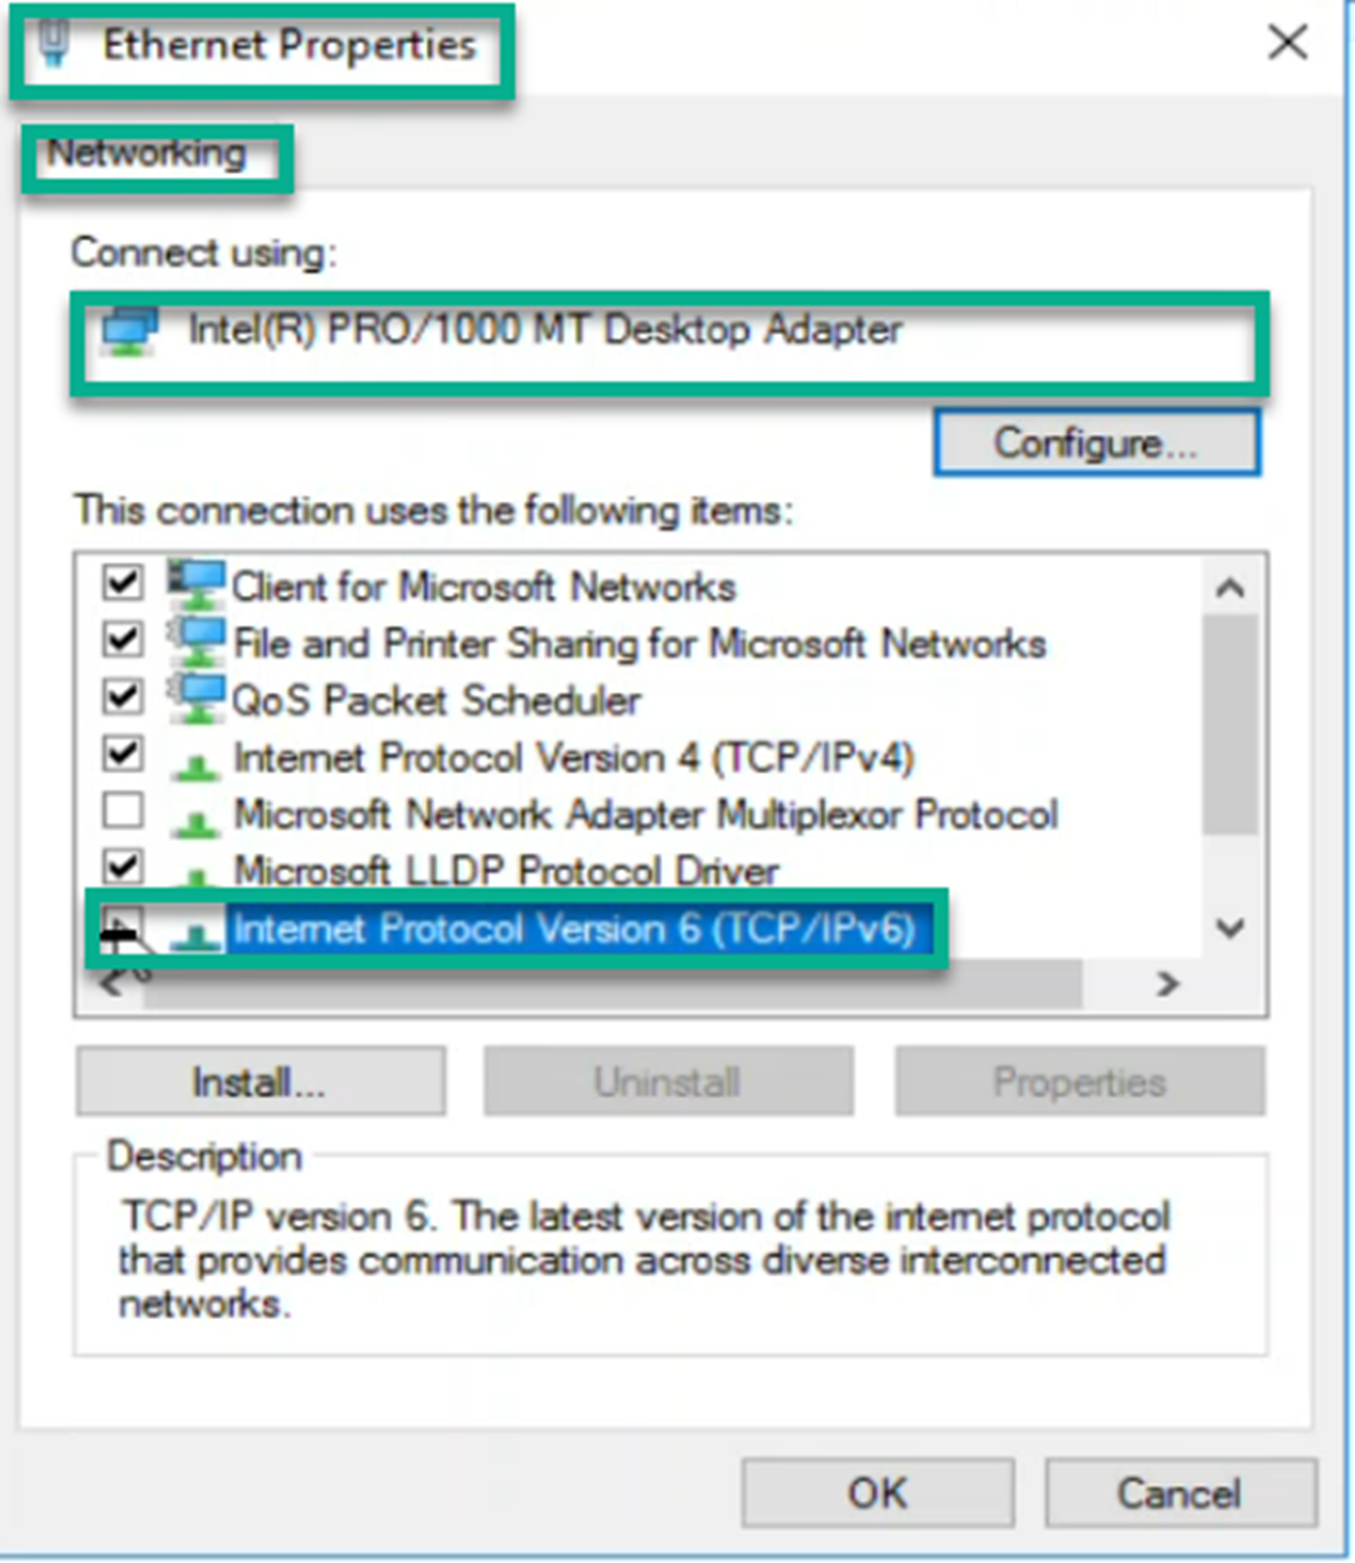 Ethernet Properties
Networking
Connect using:
Intel(R) PRO/1000 MT Desktop Adapter
Configure...
This connection uses the following items:
Client for Microsoft Networks
File and Printer Sharing for Microsoft Networks
QoS Packet Scheduler
Internet Protocol Version 4 (TCP/IPv4)
Microsoft Network Adapter Multiplexor Protocol
Microsoft LLDP Protocol Driver
Internet Protocol Version 6 (TCP/IPv6)
Install...
Uninstall
Properties
Description
TCP/IP version 6. The latest version of the internet protocol
that provides communication across diverse interconnected
networks.
OK
Cancel